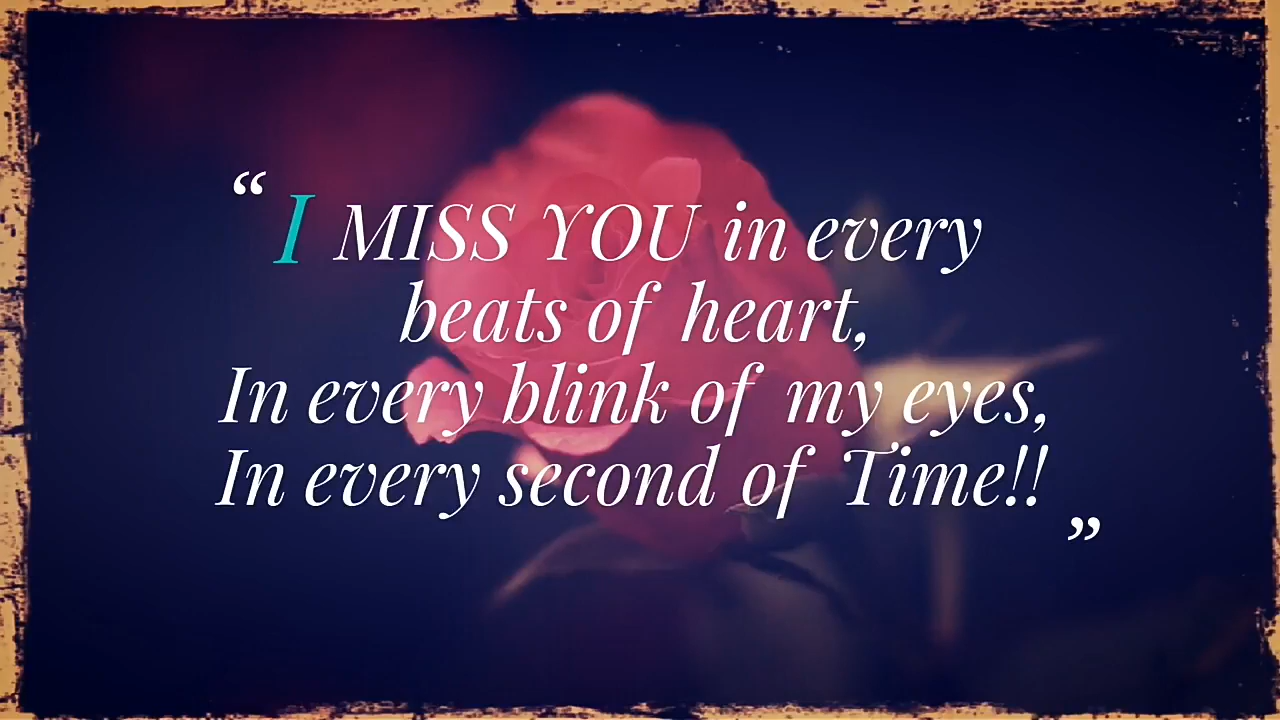 “ I MISS YOU in every
beats of heart,
In every blink of my eyes,
In every second of Time!!
”